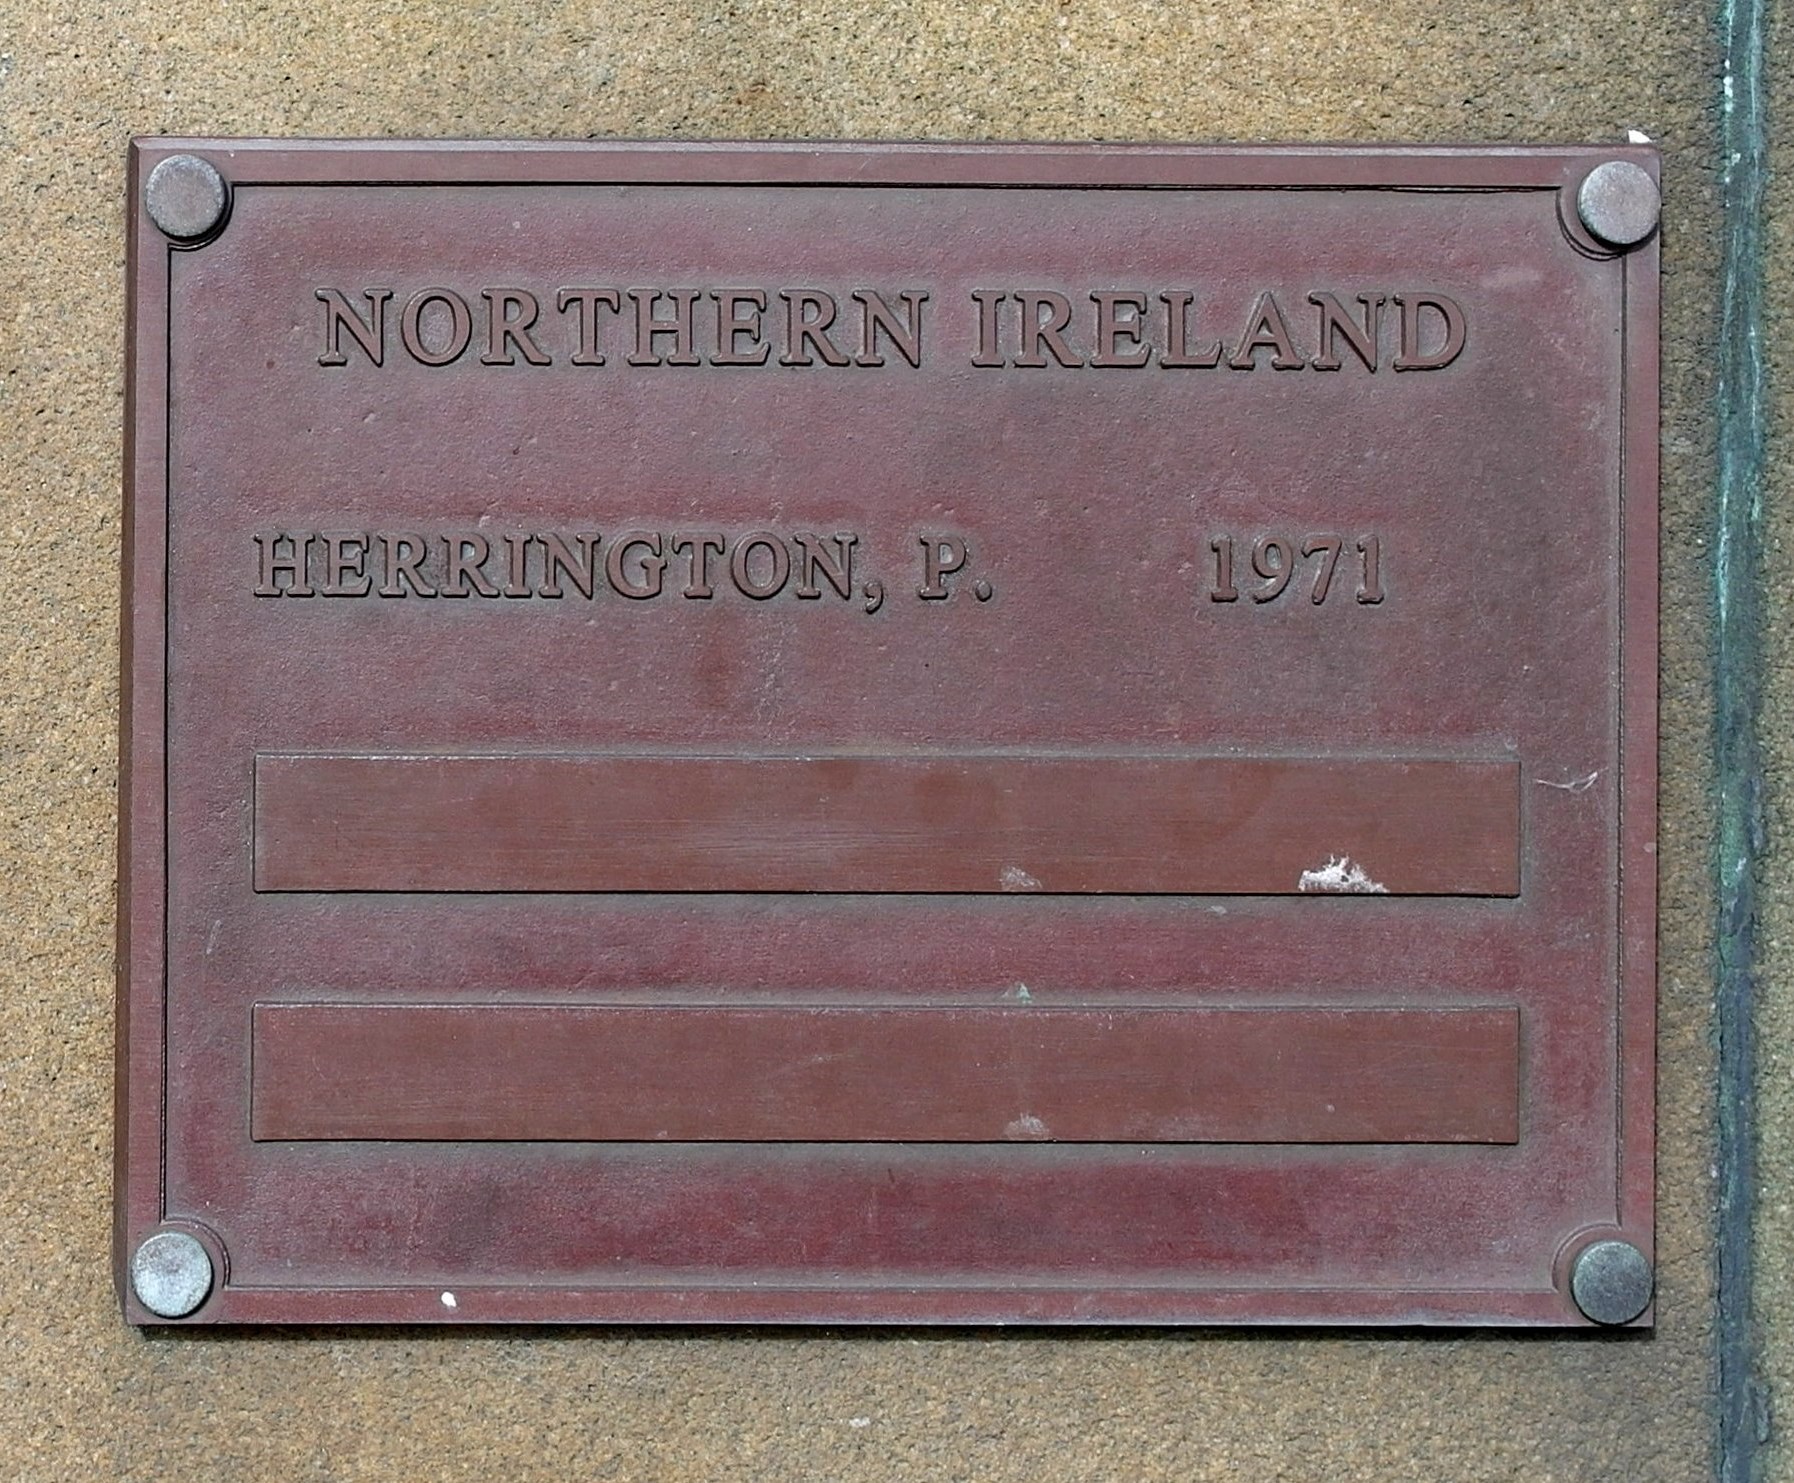 NORTHERN IRELAND
HERRINGTON, P. 1971